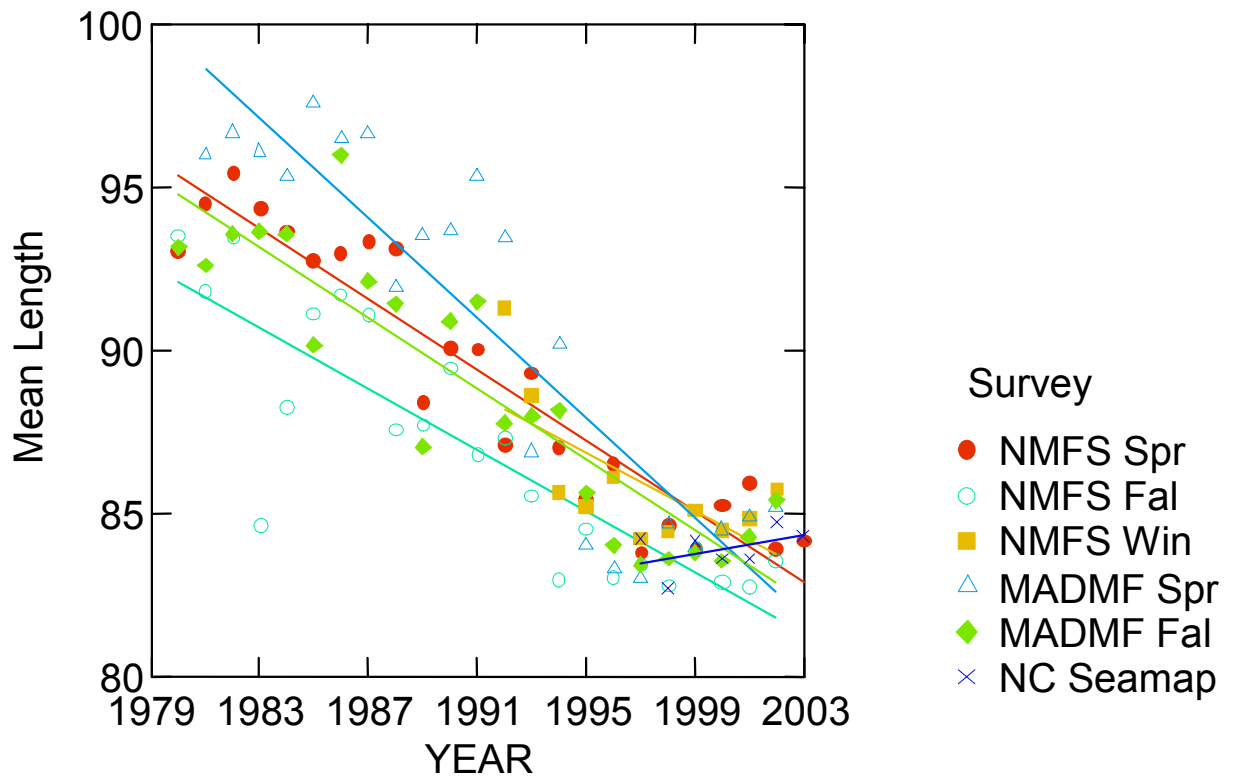 100
95
90
85
80
Mean Length
1979 1983 1987 1991 1995 1999 2003
YEAR
Survey
NMFS Spr
NMFS Fal
NMFS Win
MADMF Spr
MADMF Fal
NC Seamap